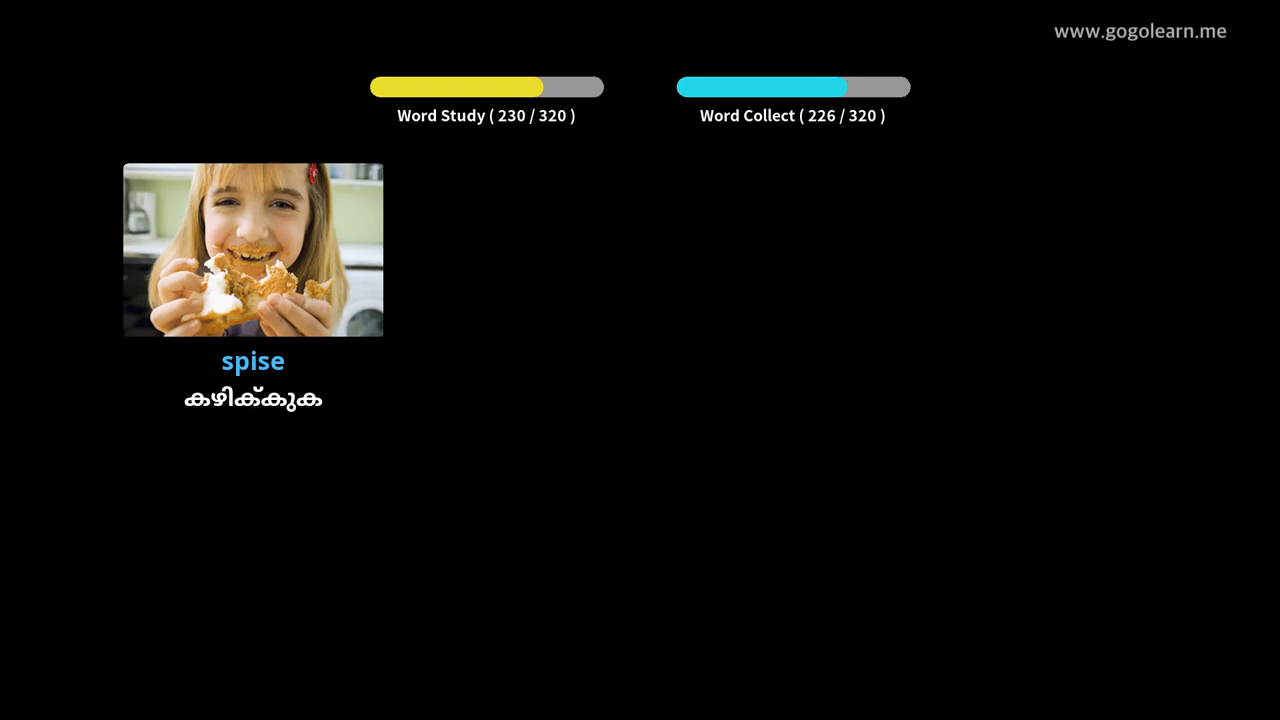 www.gogolearn.me
Word Study ( 230 / 320 )
Word Collect ( 226 / 320 )
spise
കഴിക്കുക